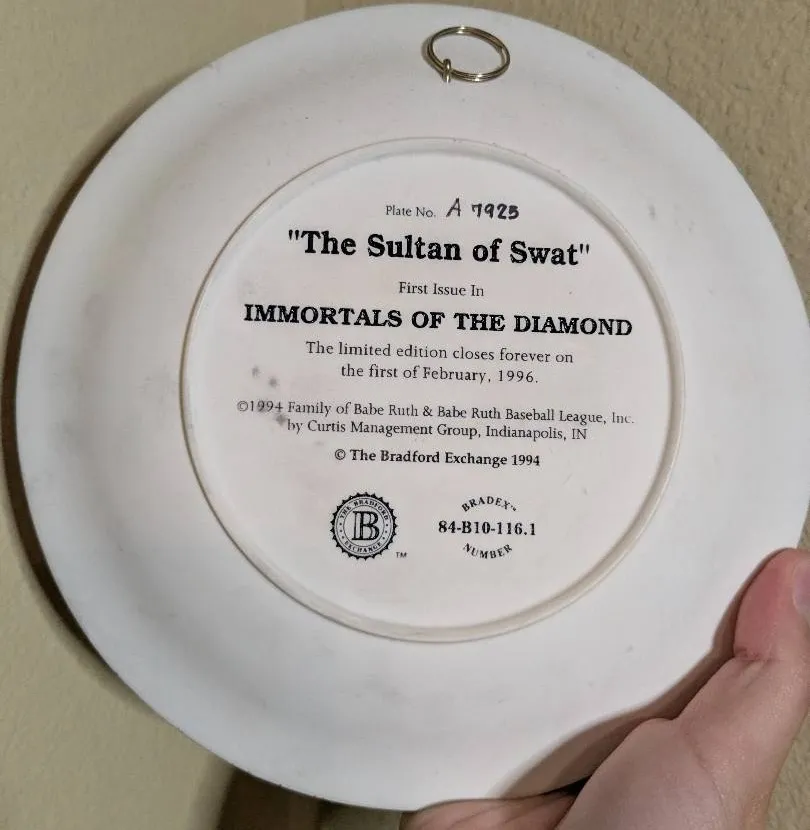 Plate No. A 7925
"The Sultan of Swat"
First Issue In
IMMORTALS OF THE DIAMOND
The limited edition closes forever on
the first of February, 1996.
©1994 Family of Babe Ruth & Babe Ruth Baseball League, Inc.
by Curtis Management Group, Indianapolis, IN
© The Bradford Exchange 1994
THE BRADFORD
B
EXCHANGE
TM
BRADEX™
84-B10-116.1
NUMBER